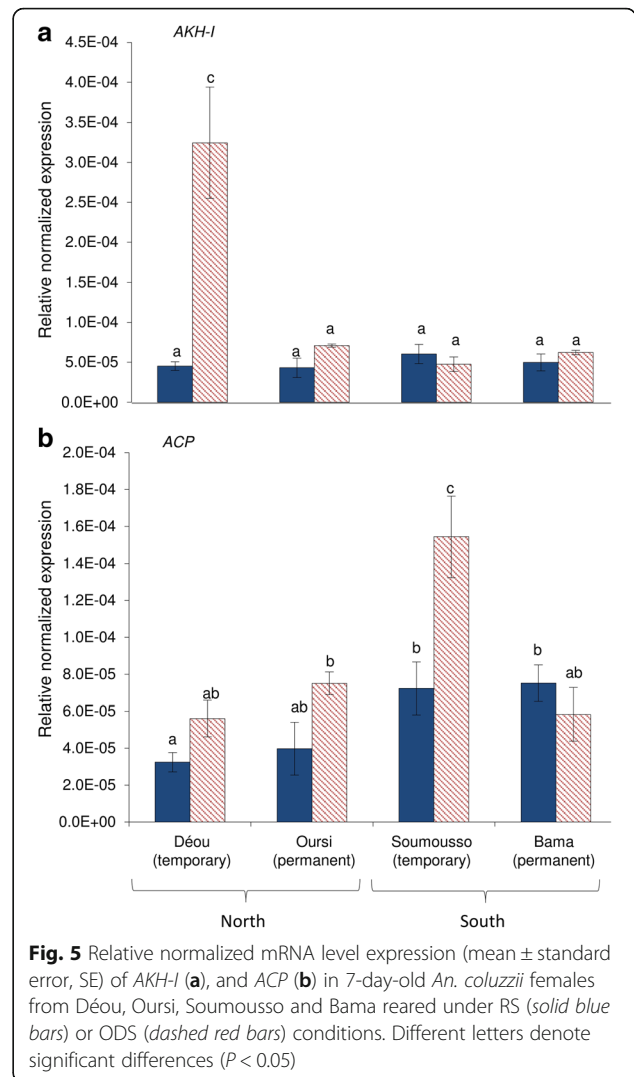 a
AKH-I
4.5E-04
4.0E-04
3.5E-04
3.0E-04
2.5E-04
2.0E-04
1.5E-04
1.0E-04
5.0E-05
0.0E+00
Relative normalized expression
a c a a a a a a
b
ACP
2.0E-04
1.8E-04
1.6E-04
1.4E-04
1.2E-04
1.0E-04
8.0E-05
6.0E-05
4.0E-05
2.0E-05
0.0E+00
Relative normalized expression
a ab ab b b c b ab
Déou Oursi Soumousso Bama
(temporary) (permanent) (temporary) (permanent)
North South
Fig. 5 Relative normalized mRNA level expression (mean ± standard
error, SE) of AKH-I (a), and ACP (b) in 7-day-old An. coluzzii females
from Déou, Oursi, Soumousso and Bama reared under RS (solid blue
bars) or ODS (dashed red bars) conditions. Different letters denote
significant differences (P < 0.05)